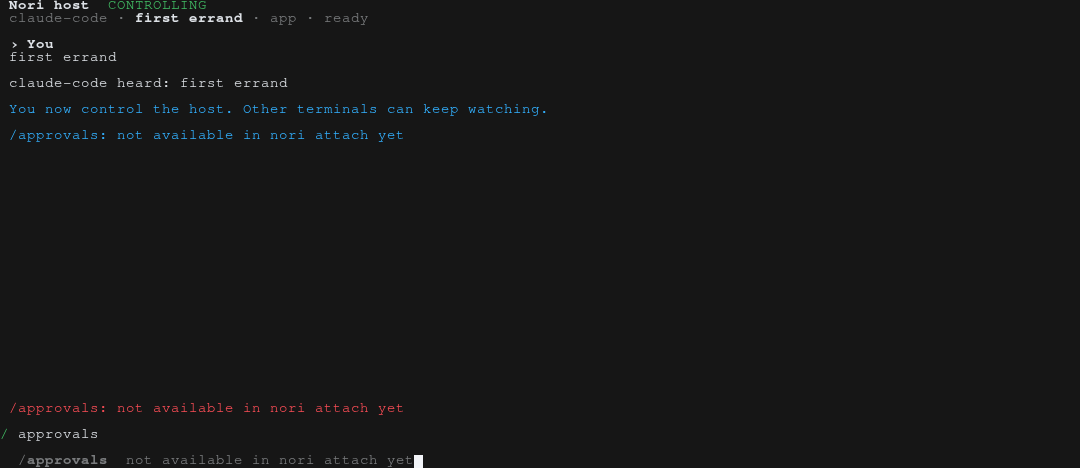 Nori host CONTROLLING
claude-code · first errand · app · ready
› You
first errand
claude-code heard: first errand
You now control the host. Other terminals can keep watching.
/approvals: not available in nori attach yet
/approvals: not available in nori attach yet
/ approvals
/approvals not available in nori attach yet